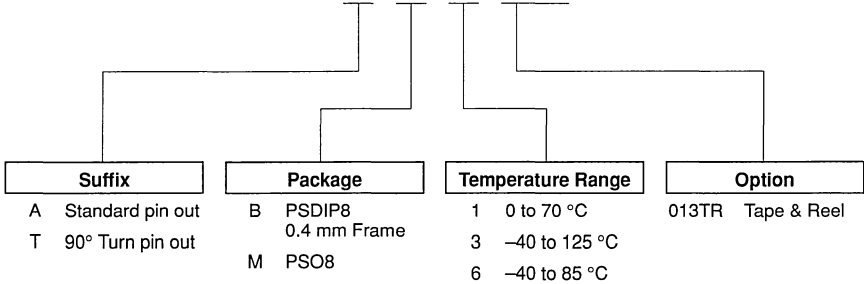 Suffix
A Standard pin out
T 90° Turn pin out
Package
B PSDIP8
0.4 mm Frame
M PSO8
Temperature Range
1 0 to 70 °C
3 –40 to 125 °C
6 –40 to 85 °C
Option
013TR Tape & Reel